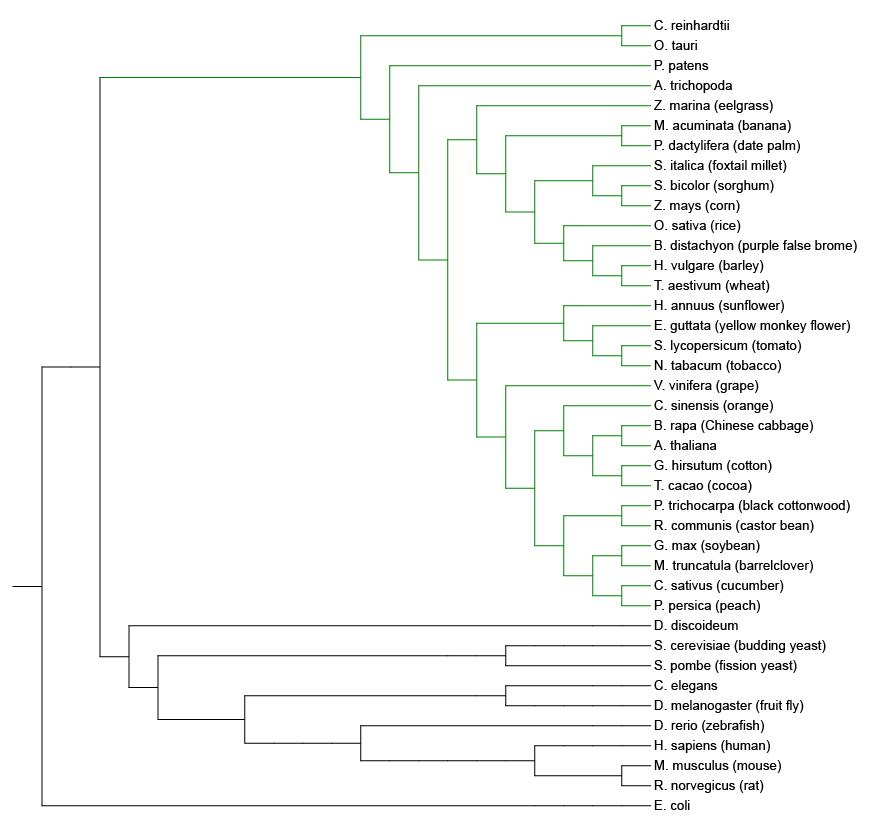 C. reinhardtii
O. tauri
P. patens
A. trichopoda
Z. marina (eelgrass)
M. acuminata (banana)
P. dactylifera (date palm)
S. italica (foxtail millet)
S. bicolor (sorghum)
Z. mays (corn)
O. sativa (rice)
B. distachyon (purple false brome)
H. vulgare (barley)
T. aestivum (wheat)
H. annuus (sunflower)
E. guttata (yellow monkey flower)
S. lycopersicum (tomato)
N. tabacum (tobacco)
V. vinifera (grape)
C. sinensis (orange)
B. rapa (Chinese cabbage)
A. thaliana
G. hirsutum (cotton)
T. cacao (cocoa)
P. trichocarpa (black cottonwood)
R. communis (castor bean)
G. max (soybean)
M. truncatula (barrelclover)
C. sativus (cucumber)
P. persica (peach)
D. discoideum
S. cerevisiae (budding yeast)
S. pombe (fission yeast)
C. elegans
D. melanogaster (fruit fly)
D. rerio (zebrafish)
H. sapiens (human)
M. musculus (mouse)
R. norvegicus (rat)
E. coli